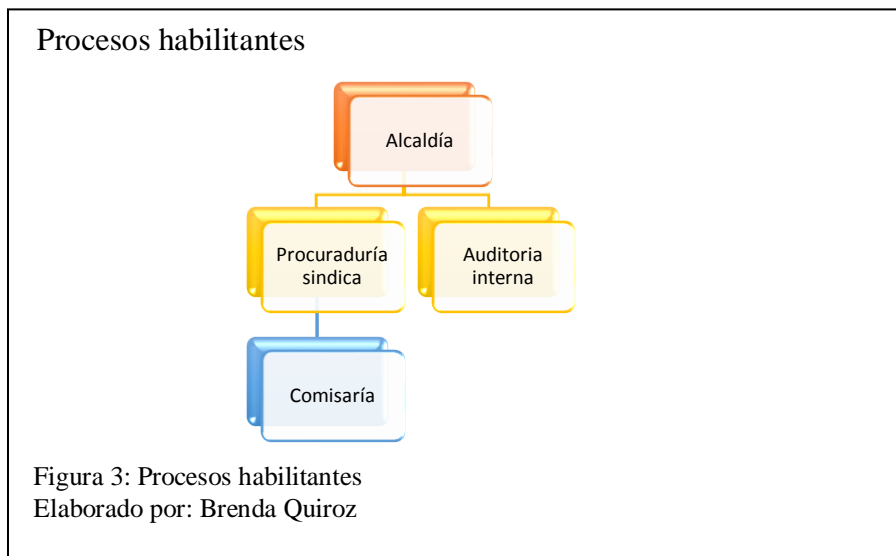 Procesos habilitantes
Alcaldía
Procuraduría
sindica
Auditoria
interna
Comisaría
Figura 3: Procesos habilitantes
Elaborado por: Brenda Quiroz